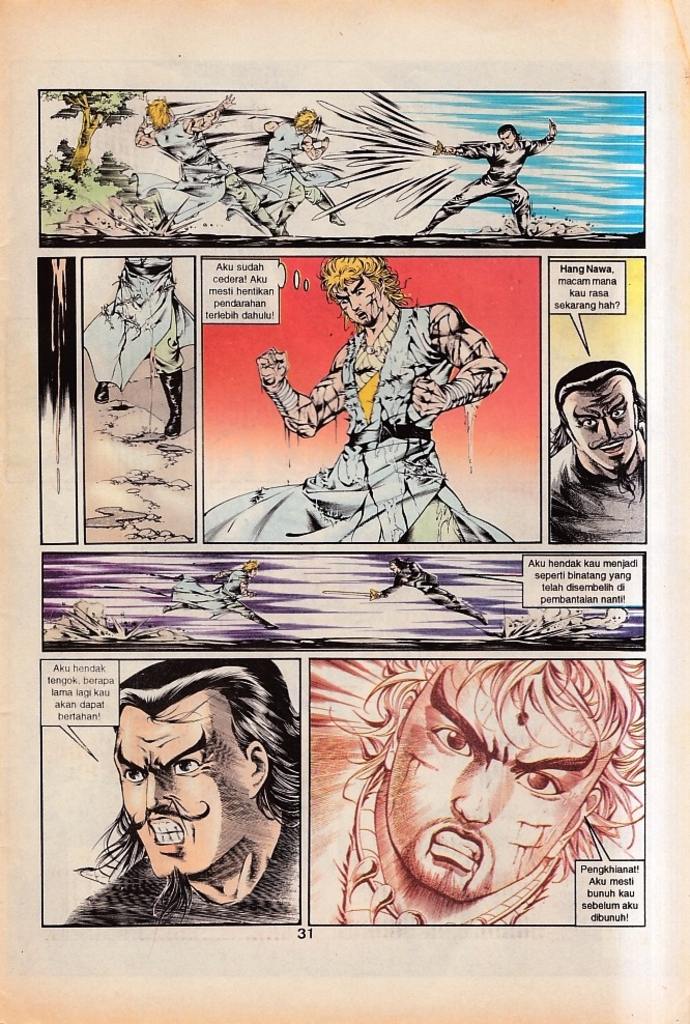 Aku sudah
cedera! Aku
mesti hentikan
pendarahan
terlebih dahulu!
Hang Nawa,
macam mana
kau rasa
sekarang hah?
Aku hendak kau menjadi
seperti binatang yang
telah disembelih di
pembantaian nanti!
Aku hendak
tengok, berapa
lama lagi kau
akan dapat
bertahan!
Pengkhianat!
Aku mesti
bunuh kau
sebelum aku
dibunuh!
31